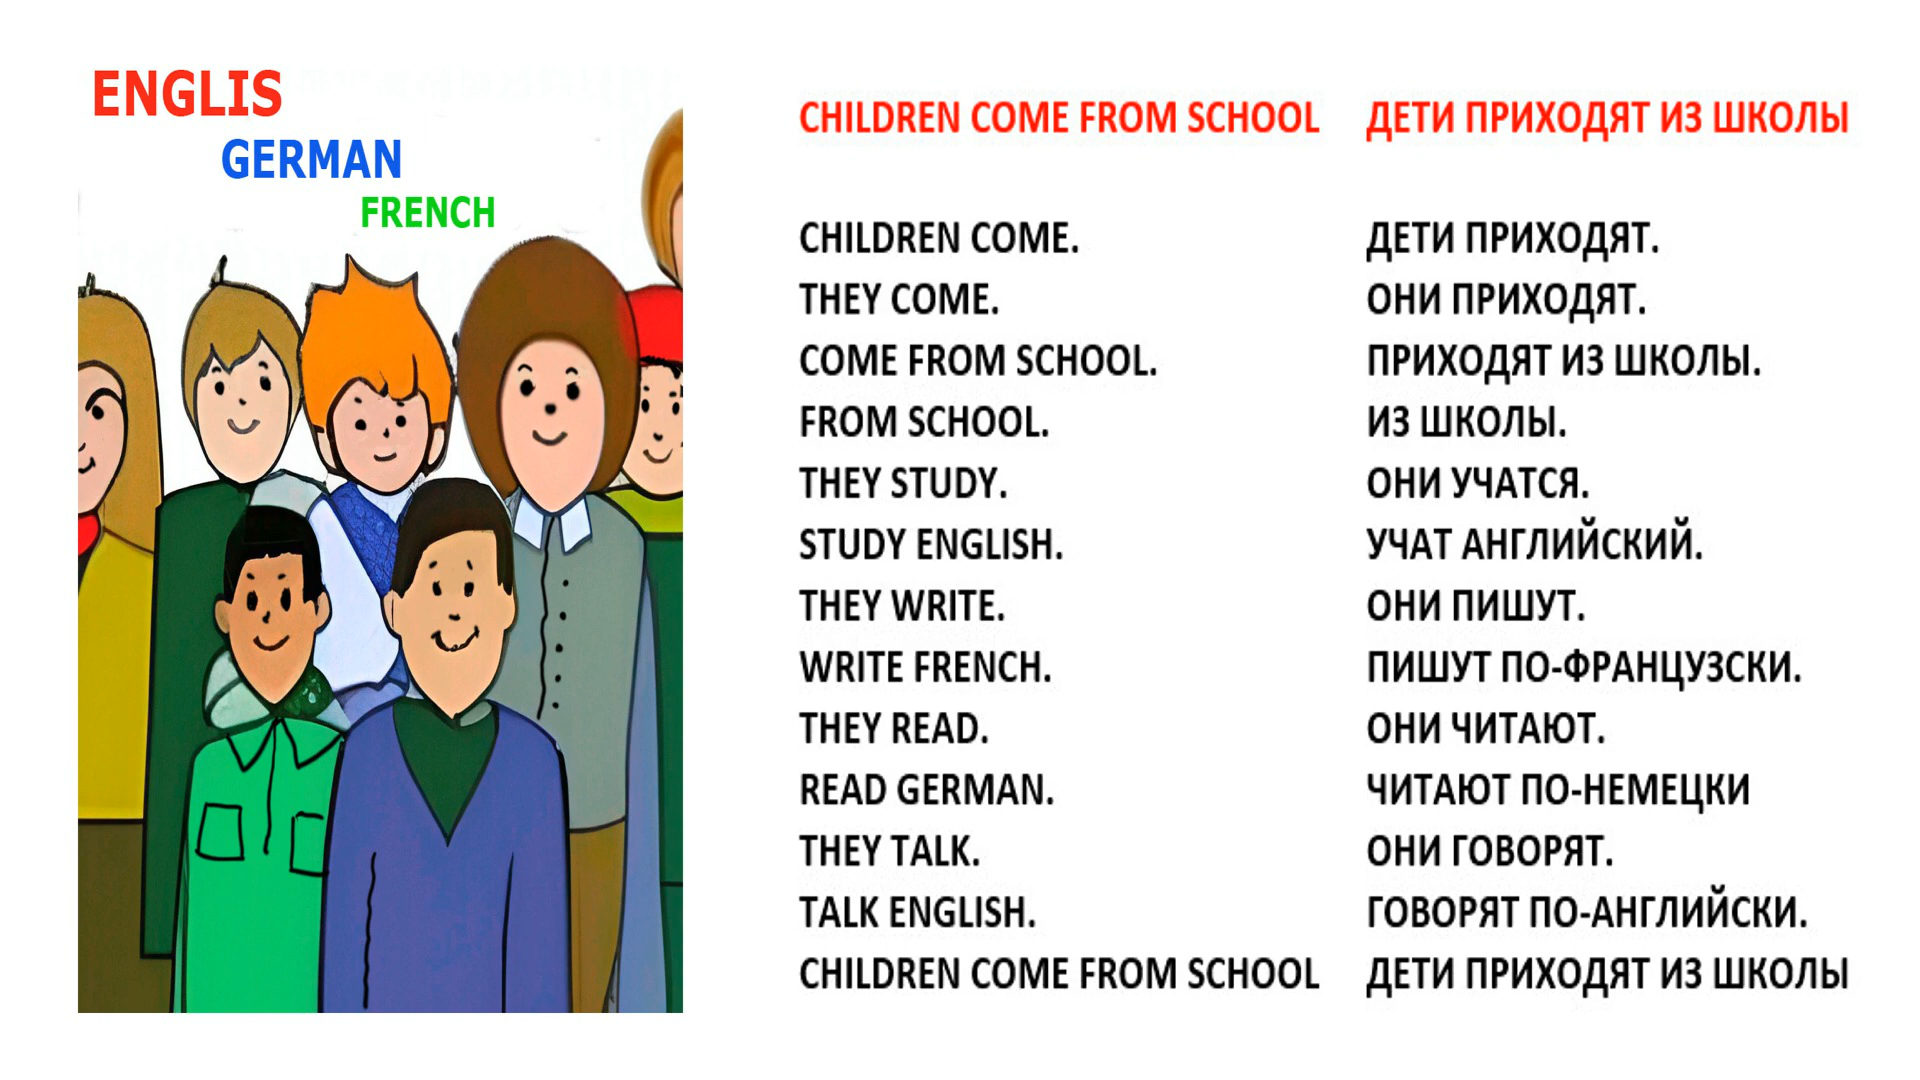 ENGLIS
GERMAN
FRENCH
CHILDREN COME FROM SCHOOL ДЕТИ ПРИХОДЯТ ИЗ ШКОЛЫ
CHILDREN COME. ДЕТИ ПРИХОДЯТ.
THEY COME. ОНИ ПРИХОДЯТ.
COME FROM SCHOOL. ПРИХОДЯТ ИЗ ШКОЛЫ.
FROM SCHOOL. ИЗ ШКОЛЫ.
THEY STUDY. ОНИ УЧАТСЯ.
STUDY ENGLISH. УЧАТ АНГЛИЙСКИЙ.
THEY WRITE. ОНИ ПИШУТ.
WRITE FRENCH. ПИШУТ ПО-ФРАНЦУЗСКИ.
THEY READ. ОНИ ЧИТАЮТ.
READ GERMAN. ЧИТАЮТ ПО-НЕМЕЦКИ
THEY TALK. ОНИ ГОВОРЯТ.
TALK ENGLISH. ГОВОРЯТ ПО-АНГЛИЙСКИ.
CHILDREN COME FROM SCHOOL ДЕТИ ПРИХОДЯТ ИЗ ШКОЛЫ